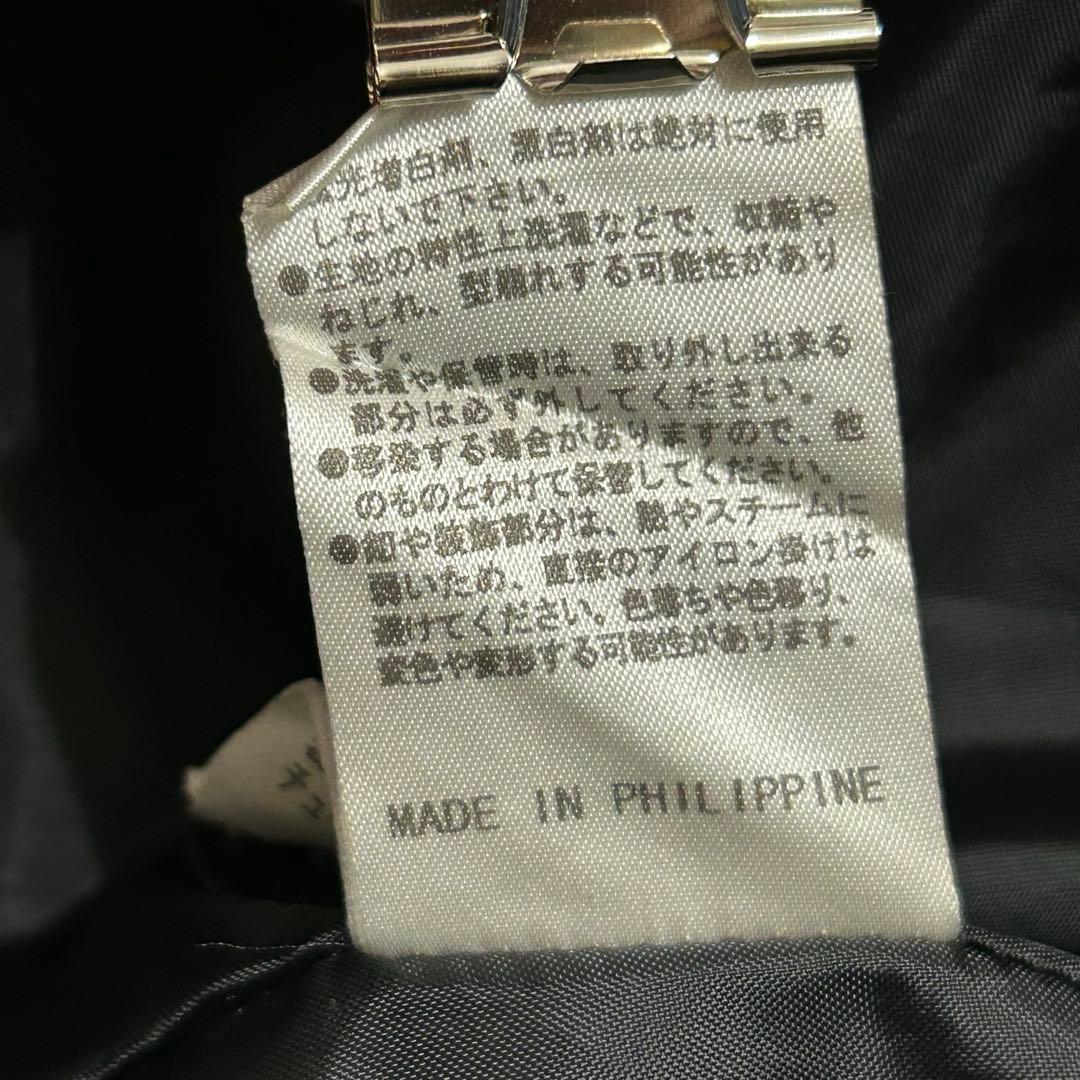 光増白剤、漂白剤は絶対に使用
しないで下さい。
●生地の特性上洗濯などで、収縮や
ねじれ、型崩れする可能性があり
ます。
●洗濯や保管時は、取り外し出来る
部分は必ず外してください。
●移染する場合がありますので、他
のものとわけて保管してください。
●釦や装飾部分は、熱やスチームに
弱いため、直接のアイロン掛けは
避けてください。色落ちや色移り、
変色や変形する可能性があります。
MADE IN PHILIPPINE